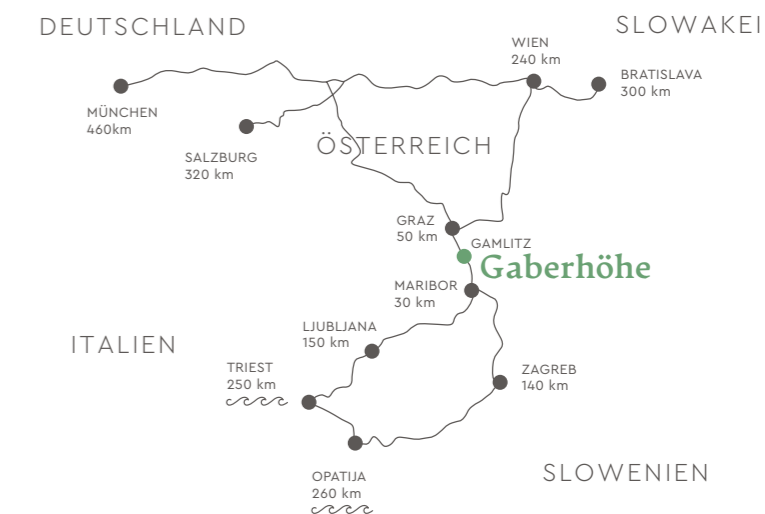 DEUTSCHLAND
SLOWAKEI
WIEN
240 km
BRATISLAVA
300 km
MÜNCHEN
460km
SALZBURG
320 km
ÖSTERREICH
GRAZ
50 km
GAMLITZ
Gaberhöhe
MARIBOR
30 km
LJUBLJANA
150 km
ITALIEN
TRIEST
250 km
ZAGREB
140 km
OPATIJA
260 km
SLOWENIEN